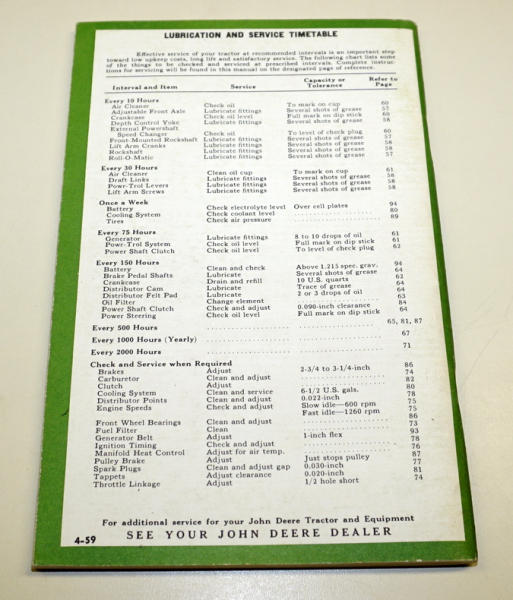 LUBRICATION AND SERVICE TIMETABLE
Effective service of your tractor at recommended intervals is an important step
toward low upkeep costs, long life and satisfactory service. The following chart lists some
of the things to be checked and serviced at prescribed intervals. Complete instruc-
tions for servicing will be found in this manual on the designated page of reference.
Interval and Item Service Capacity or Tolerance Refer to Page
Every 10 Hours
Air Cleaner Check oil To mark on cup 60
Adjustable Front Axle Lubricate fittings Several shots of grease 57
Crankcase Check oil level Full mark on dip stick 60
Depth Control Yoke Lubricate fittings Several shots of grease 58
External Powershaft
Speed Changer Check oil To level of check plug 60
Front-Mounted Rockshaft Lubricate fittings Several shots of grease 57
Lift Arm Cranks Lubricate fittings Several shots of grease 58
Rockshaft Lubricate fittings Several shots of grease 58
Roll-O-Matic Lubricate fittings Several shots of grease 57
Every 30 Hours
Air Cleaner Clean oil cup To mark on cup 61
Draft Links Lubricate fittings Several shots of grease 58
Powr-Trol Levers Lubricate fittings Several shots of grease 58
Lift Arm Screws Lubricate fittings Several shots of grease 58
Once a Week
Battery Check electrolyte level Over cell plates 94
Cooling System Check coolant level 80
Tires Check air pressure 89
Every 75 Hours
Generator Lubricate fittings 8 to 10 drops of oil 61
Powr-Trol System Check oil level Full mark on dip stick 61
Power Shaft Clutch Check oil level To level of check plug 62
Every 150 Hours
Battery Clean and check Above 1.215 spec. grav. 94
Brake Pedal Shafts Lubricate Several shots of grease 64
Crankcase Drain and refill 10 U.S. quarts 62
Distributor Cam Lubricate Trace of grease 64
Distributor Felt Pad Lubricate 2 or 3 drops of oil 64
Oil Filter Change element 63
Power Shaft Clutch Check and adjust 0.090-inch clearance 84
Power Steering Check oil level Full mark on dip stick 64
Every 500 Hours 65, 81, 87
Every 1000 Hours (Yearly) 67
Every 2000 Hours 71
Check and Service when Required
Brakes Adjust 2-3/4 to 3-1/4-inch 86
Carburetor Clean and adjust 74
Clutch Adjust 82
Cooling System Clean and service 6-1/2 U.S. gals. 80
Distributor Points Clean and adjust 0.022-inch 78
Engine Speeds Check and adjust Slow idle—600 rpm 75
Fast idle—1260 rpm 75
Front Wheel Bearings Clean and adjust 86
Fuel Filter Clean 73
Generator Belt Adjust 1-inch flex 93
Ignition Timing Check and adjust 78
Manifold Heat Control Adjust for air temp. 76
Pulley Brake Adjust Just stops pulley 87
Spark Plugs Clean and adjust gap 0.030-inch 77
Tappets Adjust clearance 0.020-inch 81
Throttle Linkage Adjust 1/2 hole short 74
For additional service for your John Deere Tractor and Equipment
4-59 SEE YOUR JOHN DEERE DEALER